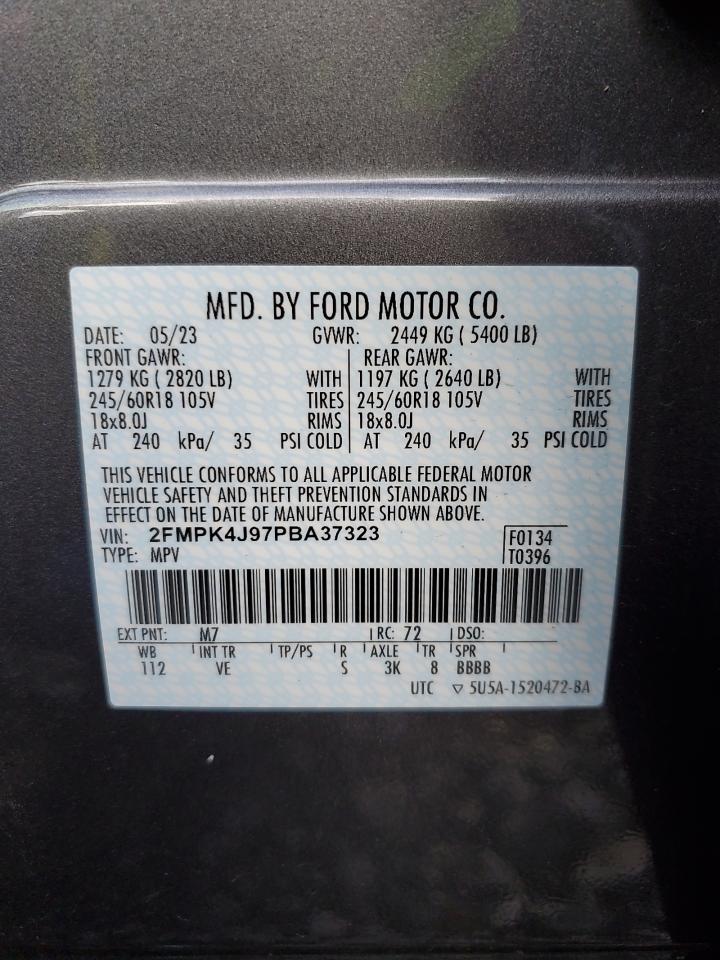 MFD. BY FORD MOTOR CO.
DATE: 05/23 GVWR: 2449 KG ( 5400 LB)
FRONT GAWR: REAR GAWR:
1279 KG ( 2820 LB) WITH 1197 KG ( 2640 LB) WITH
245/60R18 105V TIRES 245/60R18 105V TIRES
18x8.0J RIMS 18x8.0J RIMS
AT 240 kPa/ 35 PSI COLD AT 240 kPa/ 35 PSI COLD
THIS VEHICLE CONFORMS TO ALL APPLICABLE FEDERAL MOTOR
VEHICLE SAFETY AND THEFT PREVENTION STANDARDS IN
EFFECT ON THE DATE OF MANUFACTURE SHOWN ABOVE.
VIN: 2FMPK4J97PBA37323 F0134
TYPE: MPV T0396
EXT PNT: M7 RC: 72 DSO:
WB INT TR TP/PS R AXLE TR SPR
112 VE S 3K 8 BBBB
UTC ▽ 5U5A-1520472-BA